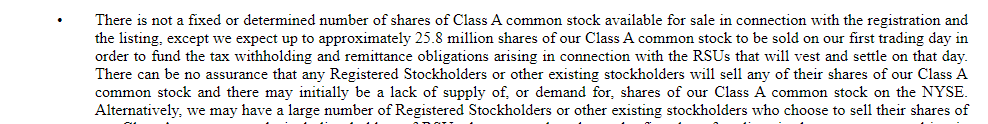 • There is not a fixed or determined number of shares of Class A common stock available for sale in connection with the registration and
the listing, except we expect up to approximately 25.8 million shares of our Class A common stock to be sold on our first trading day in
order to fund the tax withholding and remittance obligations arising in connection with the RSUs that will vest and settle on that day.
There can be no assurance that any Registered Stockholders or other existing stockholders will sell any of their shares of our Class A
common stock and there may initially be a lack of supply of, or demand for, shares of our Class A common stock on the NYSE.
Alternatively, we may have a large number of Registered Stockholders or other existing stockholders who choose to sell their shares of